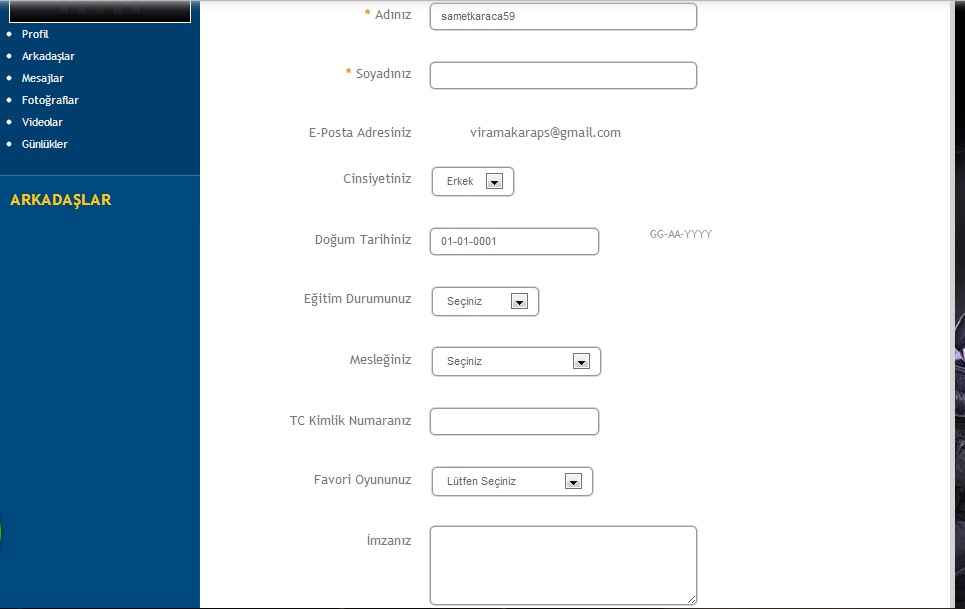 Profil
Arkadaşlar
Mesajlar
Fotoğraflar
Videolar
Günlükler
ARKADAŞLAR
* Adınız sametkaraca59
* Soyadınız
E-Posta Adresiniz viramakaraps@gmail.com
Cinsiyetiniz Erkek
Doğum Tarihiniz 01-01-0001 GG-AA-YYYY
Eğitim Durumunuz Seçiniz
Mesleğiniz Seçiniz
TC Kimlik Numaranız
Favori Oyununuz Lütfen Seçiniz
İmzanız